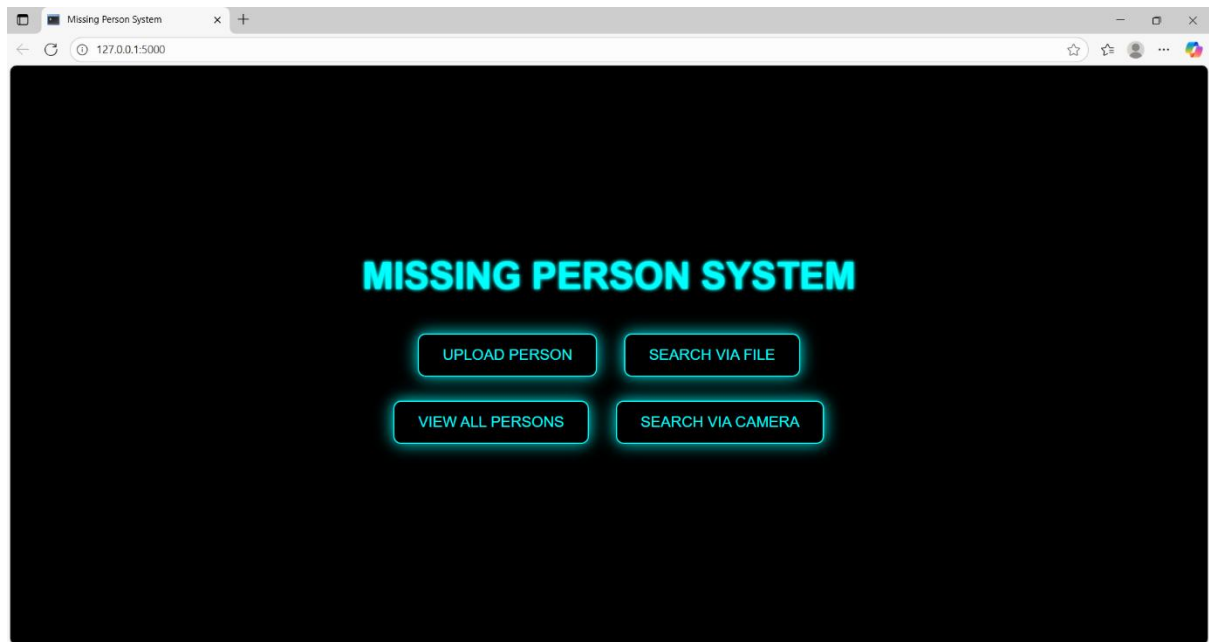 Missing Person System
127.0.0.1:5000
MISSING PERSON SYSTEM
UPLOAD PERSON
SEARCH VIA FILE
VIEW ALL PERSONS
SEARCH VIA CAMERA